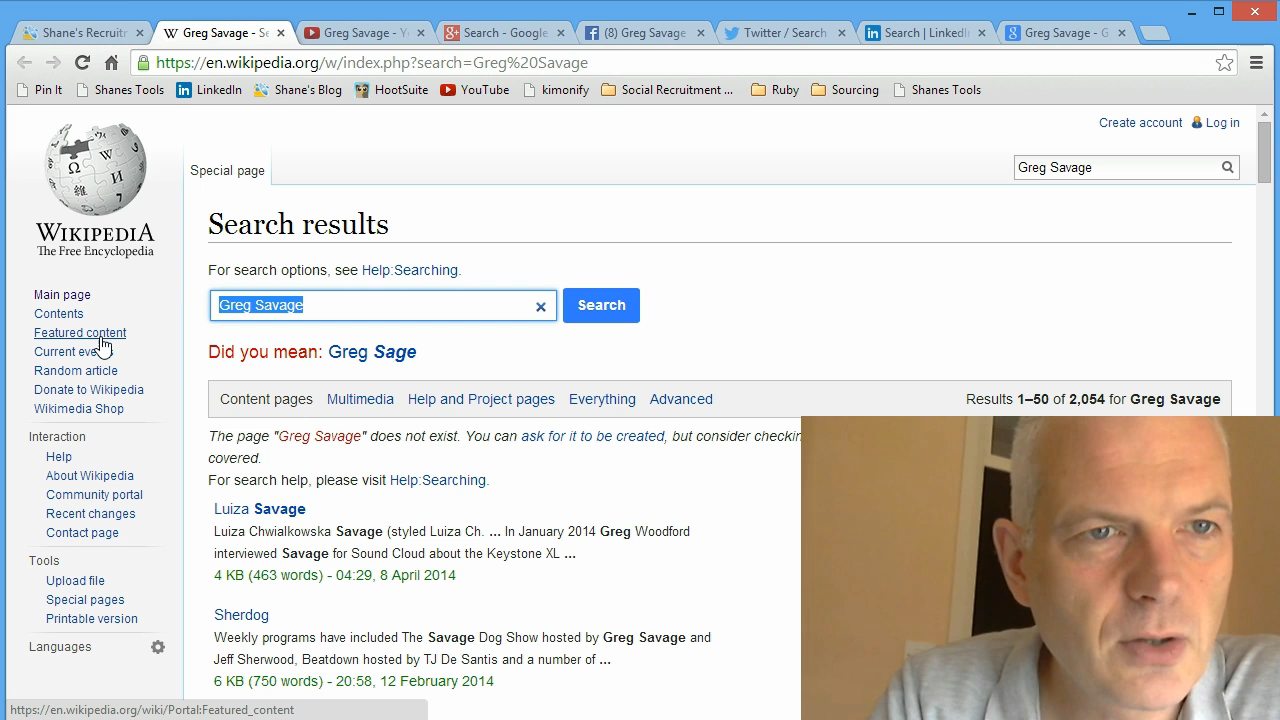 Shane's Recruitm
Greg Savage - Se
Greg Savage - Yo
Search - Google
(8) Greg Savage
Twitter / Search
Search | LinkedIn
Greg Savage - G
https://en.wikipedia.org/w/index.php?search=Greg%20Savage
Pin It
Shanes Tools
LinkedIn
Shane's Blog
HootSuite
YouTube
kimonify
Social Recruitment ...
Ruby
Sourcing
Shanes Tools
Create account
Log in
WIKIPEDIA
The Free Encyclopedia
Special page
Greg Savage
Main page
Contents
Featured content
Current eve
Random article
Donate to Wikipedia
Wikimedia Shop
Interaction
Help
About Wikipedia
Community portal
Recent changes
Contact page
Tools
Upload file
Special pages
Printable version
Languages
Search results
For search options, see Help:Searching.
Greg Savage
Search
Did you mean: Greg Sage
Content pages
Multimedia
Help and Project pages
Everything
Advanced
Results 1–50 of 2,054 for Greg Savage
The page "Greg Savage" does not exist. You can ask for it to be created, but consider checkin
covered.
For search help, please visit Help:Searching.
Luiza Savage
Luiza Chwialkowska Savage (styled Luiza Ch. ... In January 2014 Greg Woodford
interviewed Savage for Sound Cloud about the Keystone XL ...
4 KB (463 words) - 04:29, 8 April 2014
Sherdog
Weekly programs have included The Savage Dog Show hosted by Greg Savage and
Jeff Sherwood, Beatdown hosted by TJ De Santis and a number of ...
6 KB (750 words) - 20:58, 12 February 2014
https://en.wikipedia.org/wiki/Portal:Featured_content